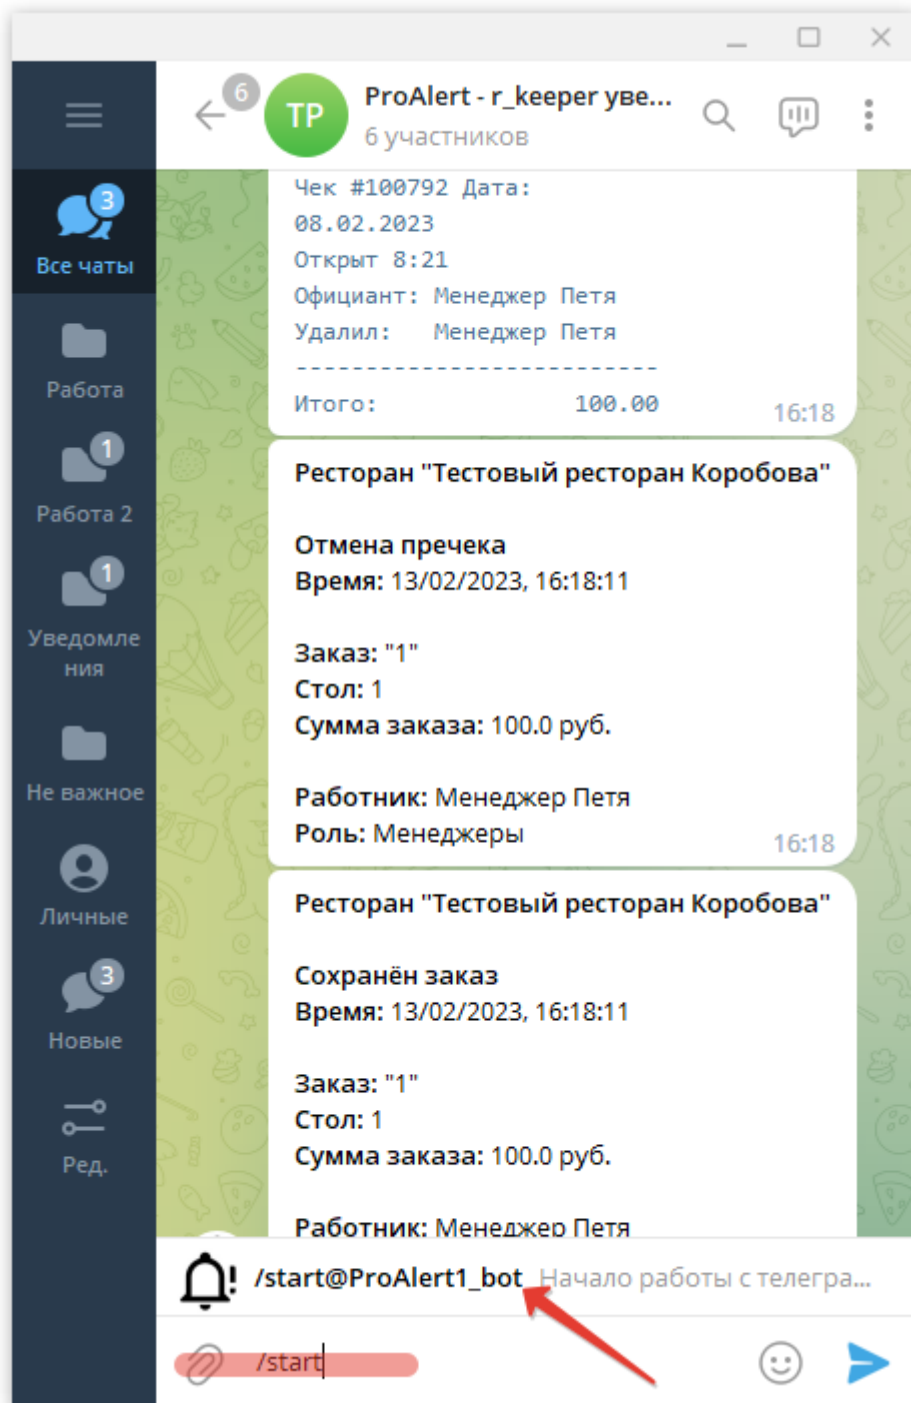 6
TP
ProAlert - r_keeper уве...
6 участников
3
Все чаты
Работа
1
Работа 2
1
Уведомле
ния
Не важное
Личные
3
Новые
Ред.
Чек #100792 Дата:
08.02.2023
Открыт 8:21
Официант: Менеджер Петя
Удалил: Менеджер Петя
--------------------------
Итого: 100.00
16:18
Ресторан "Тестовый ресторан Коробова"
Отмена пречека
Время: 13/02/2023, 16:18:11
Заказ: "1"
Стол: 1
Сумма заказа: 100.0 руб.
Работник: Менеджер Петя
Роль: Менеджеры
16:18
Ресторан "Тестовый ресторан Коробова"
Сохранён заказ
Время: 13/02/2023, 16:18:11
Заказ: "1"
Стол: 1
Сумма заказа: 100.0 руб.
Работник: Менеджер Петя
/start@ProAlert1_bot Начало работы с телегра...
/start